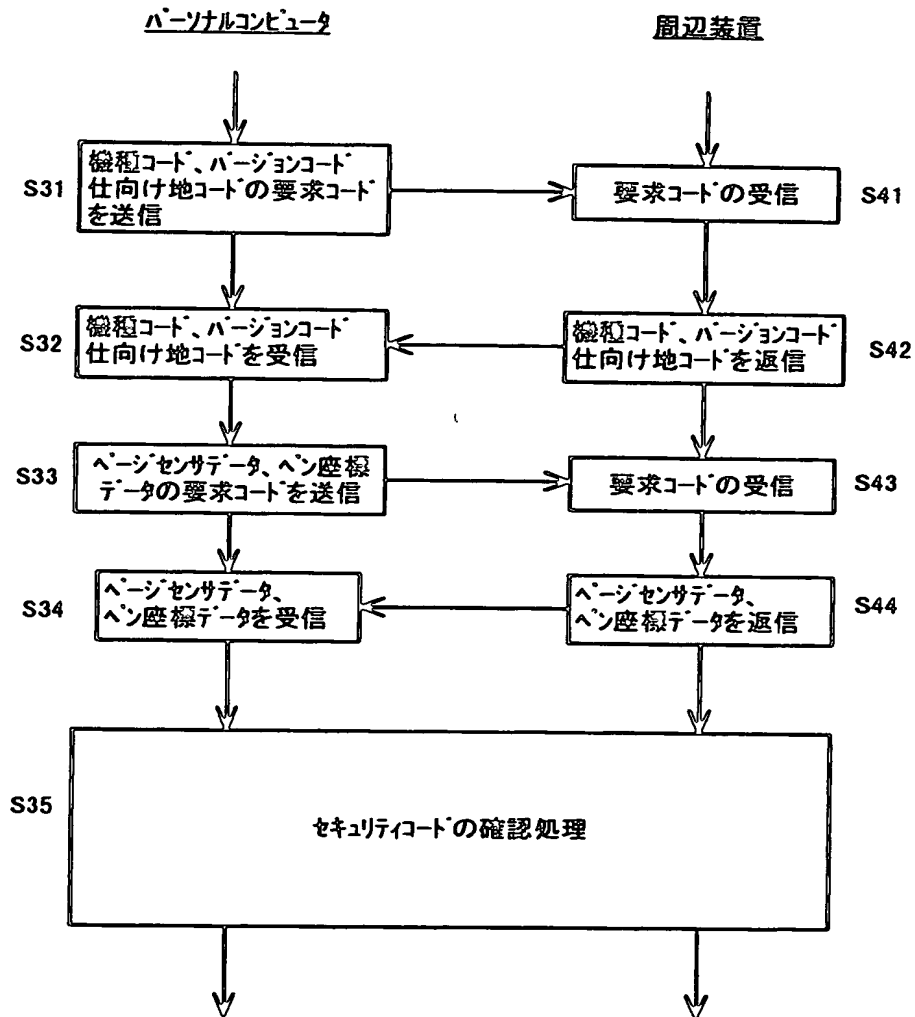 パーソナルコンピュータ
周辺装置
S31
機種コード、バージョンコード
仕向け地コードの要求コード
を送信
要求コードの受信
S41
S32
機種コード、バージョンコード
仕向け地コードを受信
機種コード、バージョンコード
仕向け地コードを返信
S42
S33
ページセンサデータ、ペン座標
データの要求コードを送信
要求コードの受信
S43
S34
ページセンサデータ、
ペン座標データを受信
ページセンサデータ、
ペン座標データを返信
S44
S35
セキュリティコードの確認処理